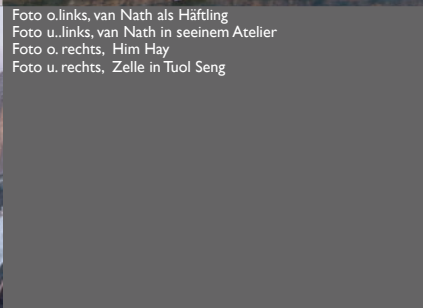 Foto o.links, van Nath als Häftling
Foto u..links, van Nath in seeinem Atelier
Foto o. rechts,  Him Hay
Foto u. rechts,  Zelle in Tuol Seng